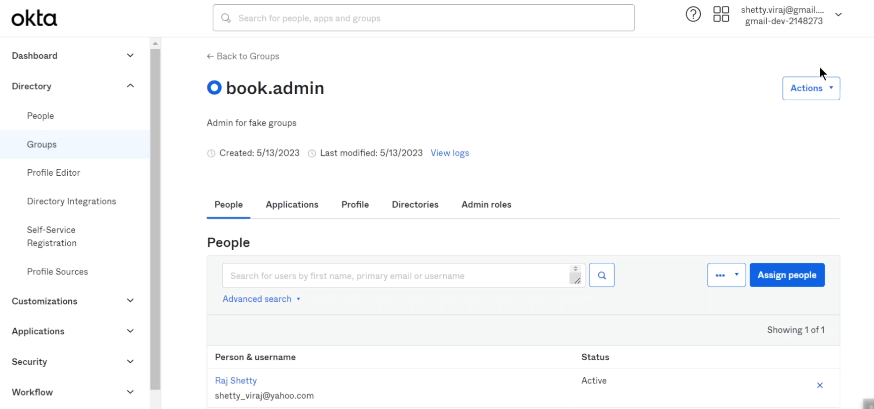 okta
Search for people, apps and groups
shetty.viraj@gmail....
gmail-dev-2148273
Dashboard
Directory
People
Groups
Profile Editor
Directory Integrations
Self-Service
Registration
Profile Sources
Customizations
Applications
Security
Workflow
← Back to Groups
book.admin
Actions
Admin for fake groups
Created: 5/13/2023 Last modified: 5/13/2023 View logs
People Applications Profile Directories Admin roles
People
Search for users by first name, primary email or username
Assign people
Advanced search
Showing 1 of 1
Person & username Status
Raj Shetty Active
shetty_viraj@yahoo.com